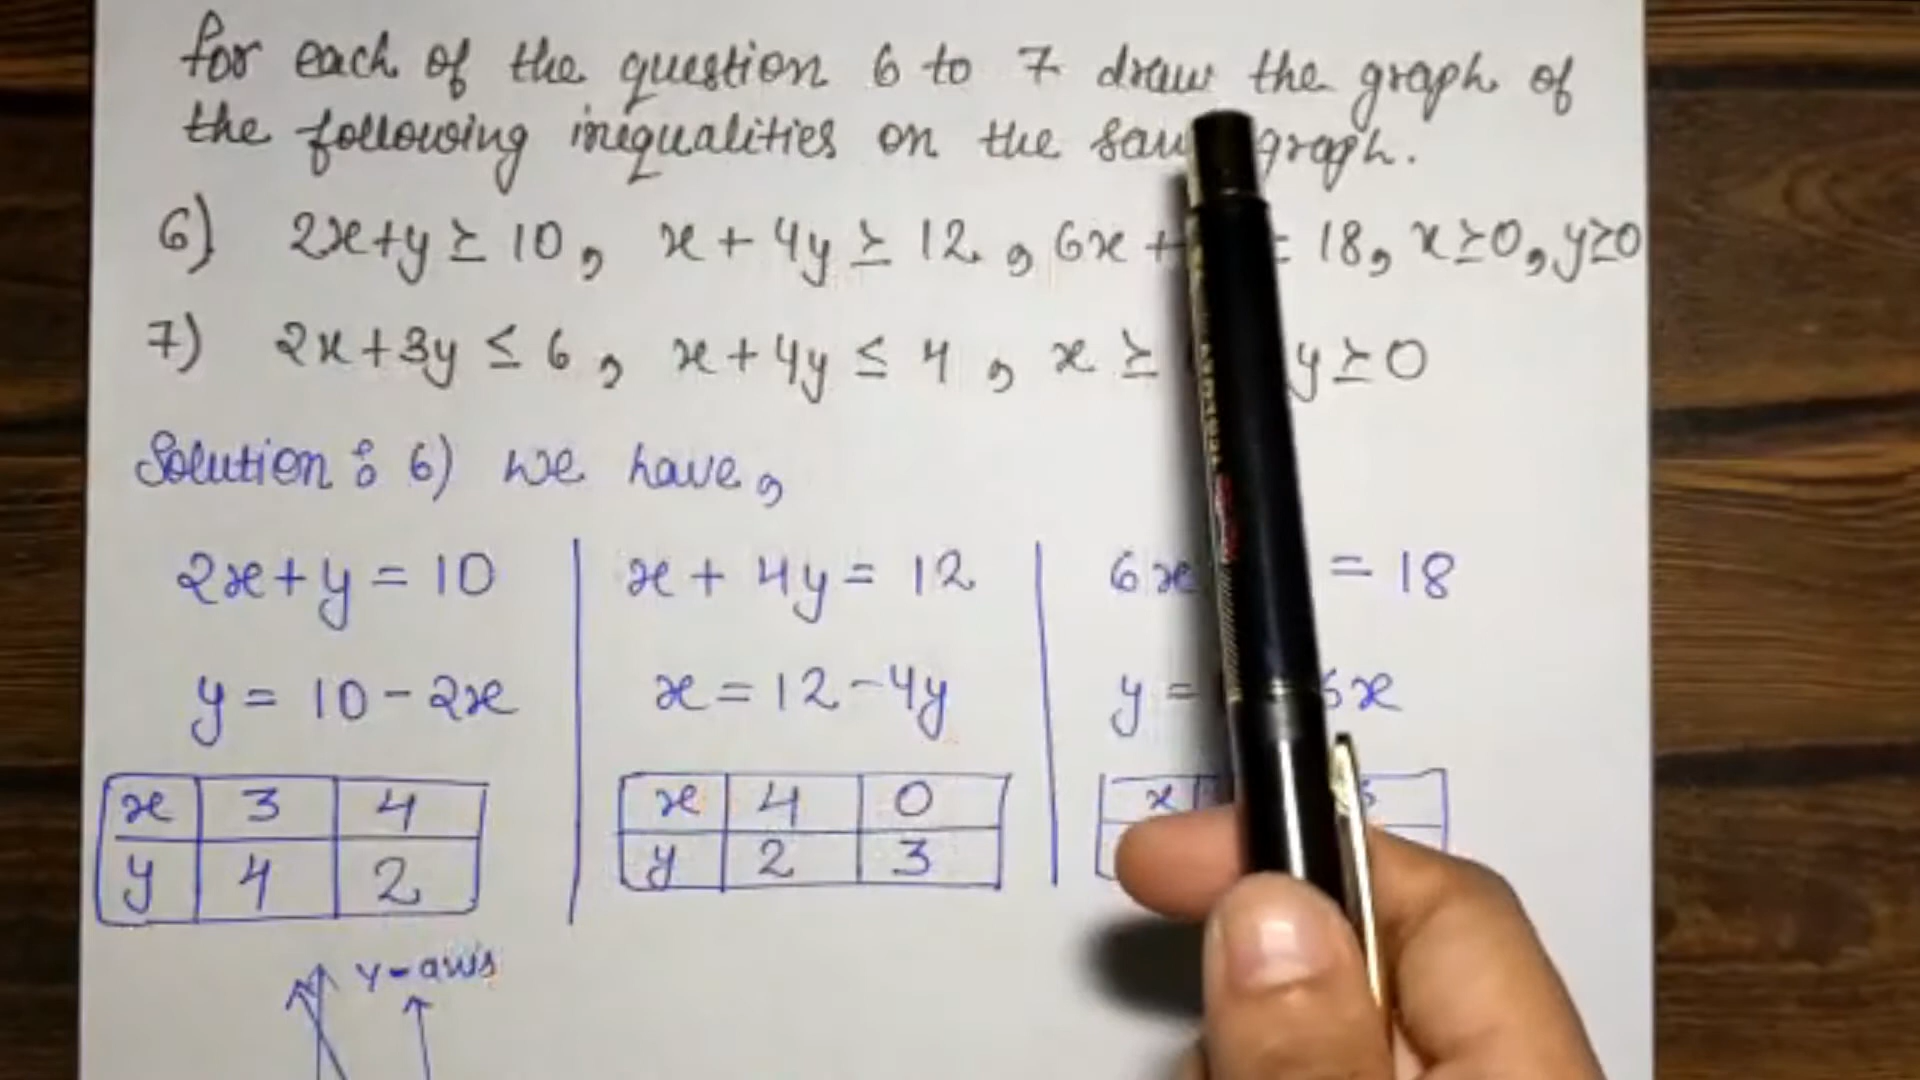 for each of the question 6 to 7 draw the graph of
the following inequalities on the graph.
6) 2x+y ≥ 10, x + 4y ≥ 12, 6x + = 18, x≥0, y≥0
7) 2x+3y ≤ 6, x+4y ≤ 4, x ≥ y≥0
Solution : 6) we have,
2x+y = 10
x + 4y = 12
6x = 18
y = 10-2x
x = 12-4y
y = 6x
x 3 4
y 4 2
x 4 0
y 2 3
x
Y-axis